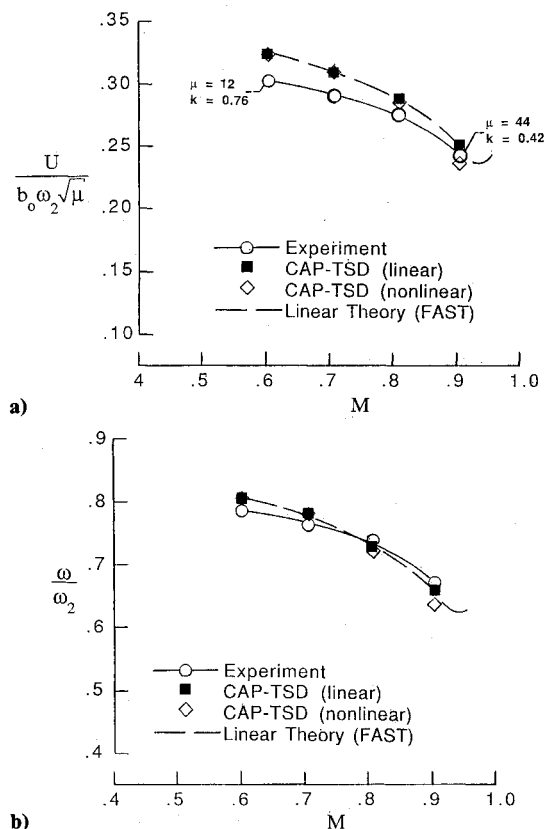 .35
.30
.25
.20
.15
.10
U
b₀ω₂√μ
μ = 12
k = 0.76
μ = 44
k = 0.42
Experiment
CAP-TSD (linear)
CAP-TSD (nonlinear)
Linear Theory (FAST)
4 .5 .6 .7 .8 .9 1.0
M
a)
.9
.8
.7
.6
.5
.4
ω
ω₂
Experiment
CAP-TSD (linear)
CAP-TSD (nonlinear)
Linear Theory (FAST)
.4 .5 .6 .7 .8 .9 1.0
M
b)